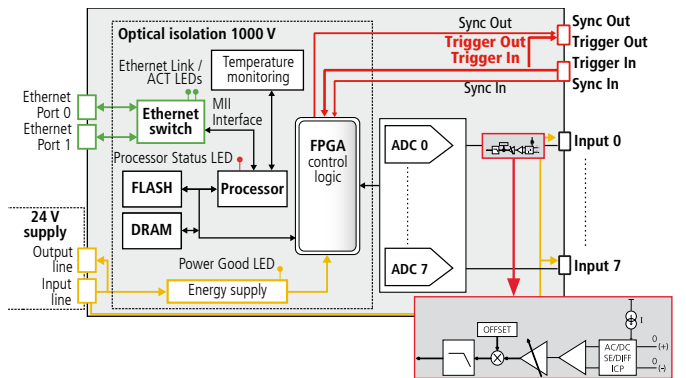 Optical isolation 1000 V
Sync Out
Sync Out
Trigger Out
Trigger Out
Trigger In
Trigger In
Sync In
Sync In
Ethernet Link /
ACT LEDs
Temperature
monitoring
Ethernet
Port 0
Ethernet
Port 1
Ethernet
switch
MII
Interface
Processor Status LED
FPGA
control
logic
ADC 0
Input 0
FLASH
Processor
DRAM
24 V
supply
Output
line
Input
line
Power Good LED
Energy supply
ADC 7
Input 7
I
OFFSET
AC/DC
SE/DIFF
ICP
0
(+)
0
(-)